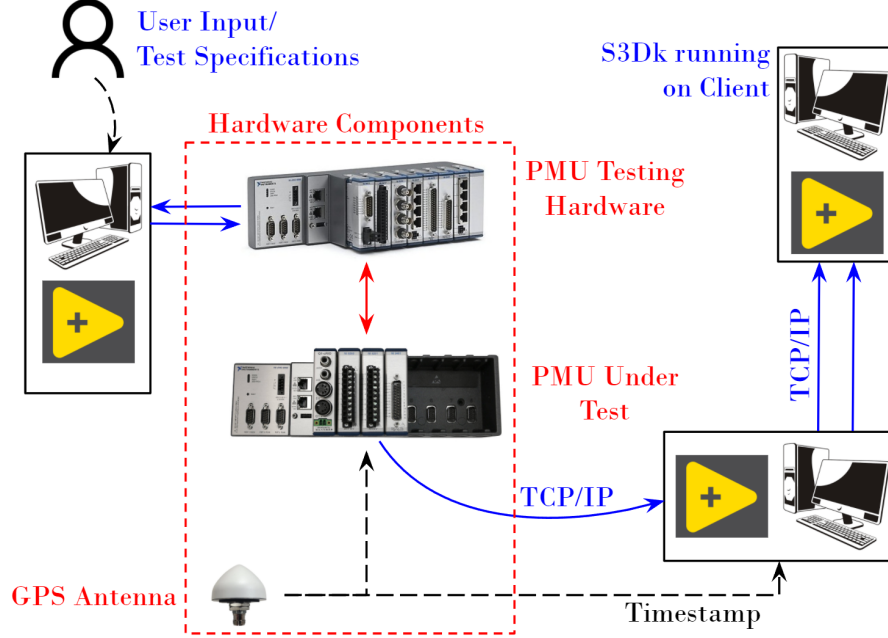 User Input/
Test Specifications
S3Dk running
on Client
Hardware Components
PMU Testing
Hardware
TCP/IP
PMU Under
Test
TCP/IP
GPS Antenna
Timestamp